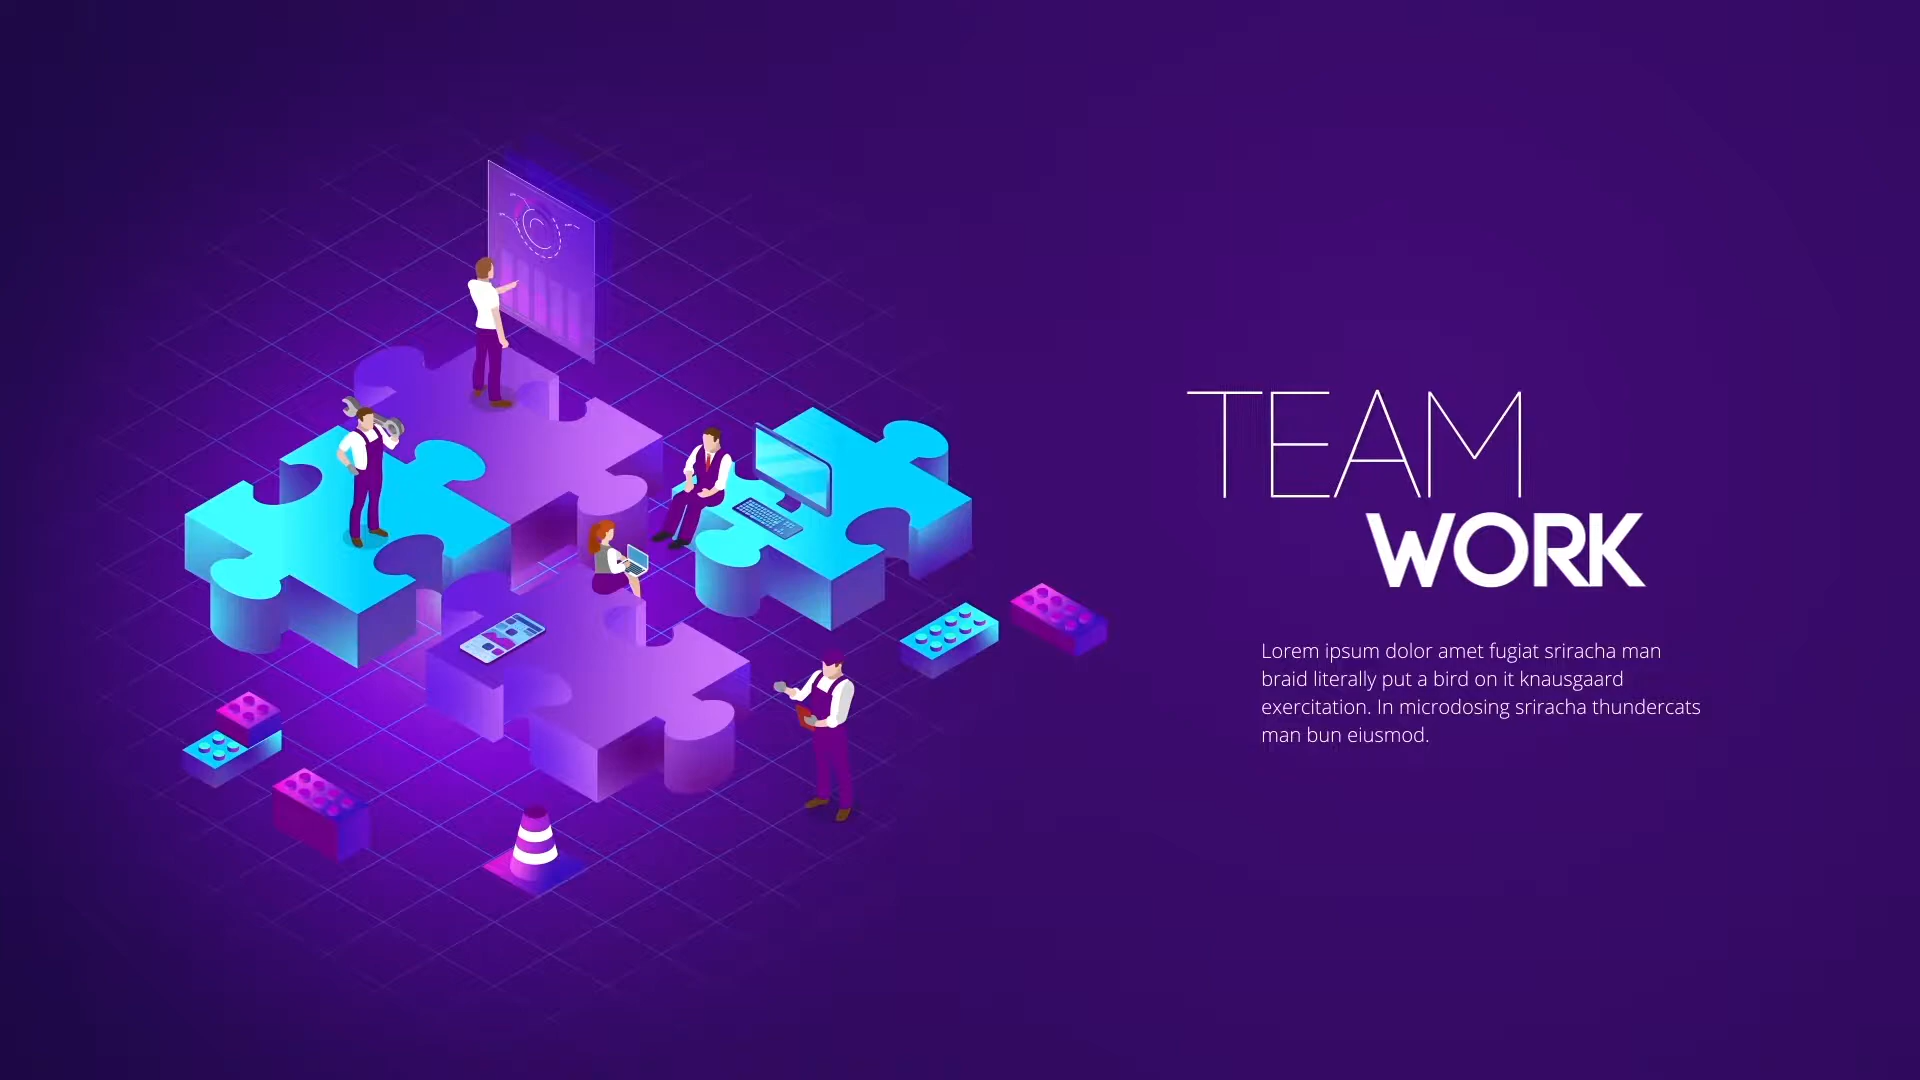 TEAM
WORK
Lorem ipsum dolor amet fugiat sriracha man
braid literally put a bird on it knausgaard
exercitation. In microdosing sriracha thundercats
man bun eiusmod.